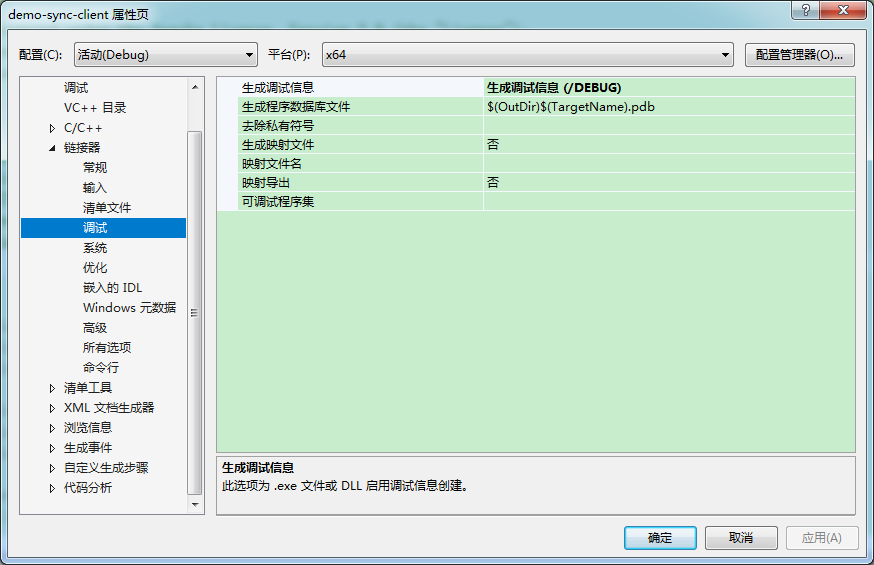 demo-sync-client 属性页
配置(C): 活动(Debug) 平台(P): x64 配置管理器(O)...
调试
VC++ 目录
C/C++
链接器
常规
输入
清单文件
调试
系统
优化
嵌入的 IDL
Windows 元数据
高级
所有选项
命令行
清单工具
XML 文档生成器
浏览信息
生成事件
自定义生成步骤
代码分析
生成调试信息 生成调试信息 (/DEBUG)
生成程序数据库文件 $(OutDir)$(TargetName).pdb
去除私有符号
生成映射文件 否
映射文件名
映射导出 否
可调试程序集
生成调试信息
此选项为 .exe 文件或 DLL 启用调试信息创建。
确定 取消 应用(A)